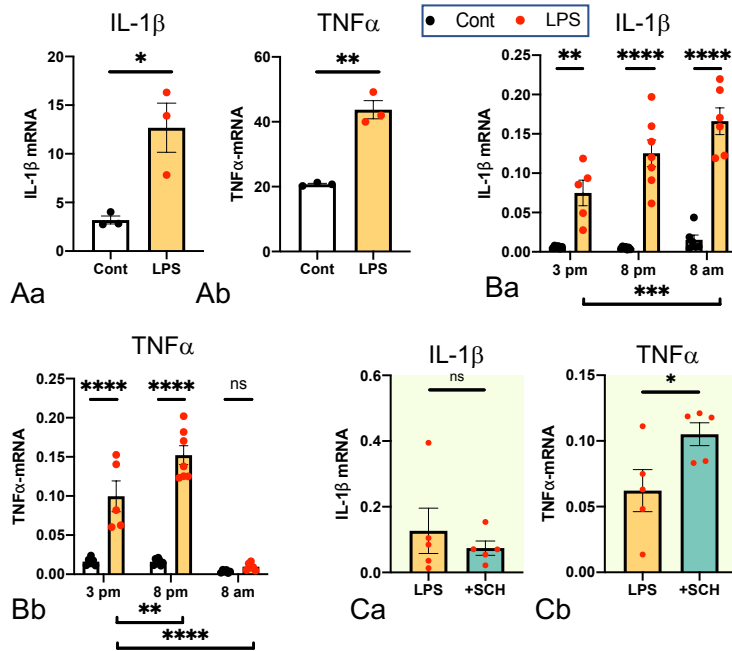 IL-1β
*
IL-1β mRNA
20
15
10
5
0
Cont
LPS
Aa
TNFα
**
TNFα-mRNA
60
40
20
0
Cont
LPS
Ab
Cont
LPS
IL-1β
**
****
****
IL-1β mRNA
0.25
0.20
0.15
0.10
0.05
0.00
3 pm
8 pm
8 am
***
Ba
TNFα
****
****
ns
TNFα-mRNA
0.25
0.20
0.15
0.10
0.05
0.00
3 pm
8 pm
8 am
**
****
Bb
IL-1β
ns
IL-1β mRNA
0.6
0.4
0.2
0.0
LPS
+SCH
Ca
TNFα
*
TNFα-mRNA
0.15
0.10
0.05
0.00
LPS
+SCH
Cb